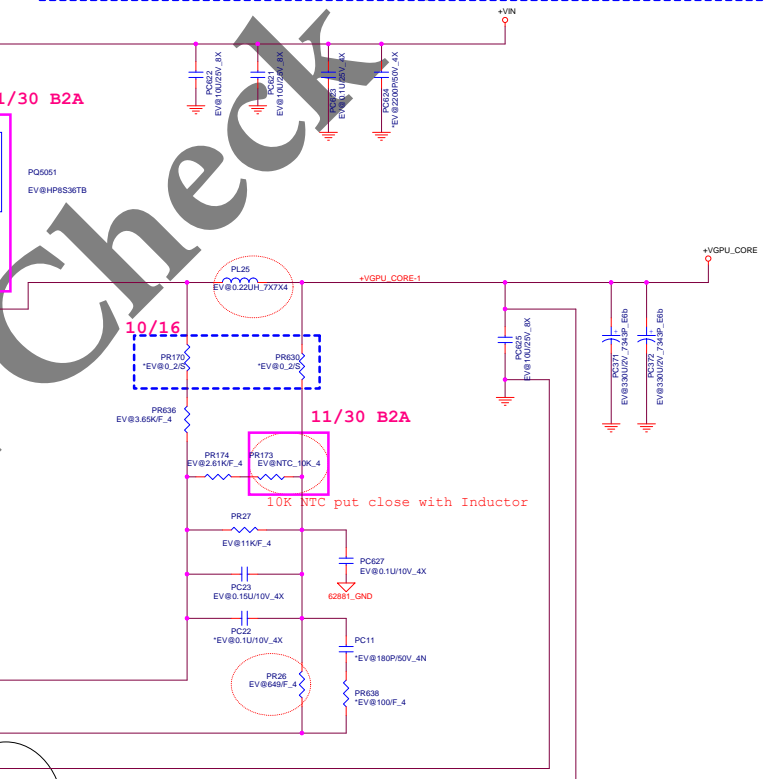 +VIN
PC622
EV@10U/25V_8X
PC621
EV@10U/25V_8X
PC623
EV@0.1U/25V_4X
PC624
*EV@2200P/50V_4X
1/30 B2A
PQ5051
EV@HP8S36TB
Check
+VGPU_CORE
PL25
EV@0.22UH_7X7X4
+VGPU_CORE-1
10/16
PR170
*EV@0_2/S
PR630
*EV@0_2/S
PC625
EV@10U/25V_8X
PC371
EV@330U/2V_7343P_E6b
PC372
EV@330U/2V_7343P_E6b
PR636
EV@3.65K/F_4
11/30 B2A
PR174
EV@2.61K/F_4
PR173
EV@NTC_10K_4
10K NTC put close with Inductor
PR27
EV@11K/F_4
PC627
EV@0.1U/10V_4X
62881_GND
PC23
EV@0.15U/10V_4X
PC22
*EV@0.1U/10V_4X
PC11
*EV@180P/50V_4N
PR26
EV@649/F_4
PR638
*EV@100/F_4